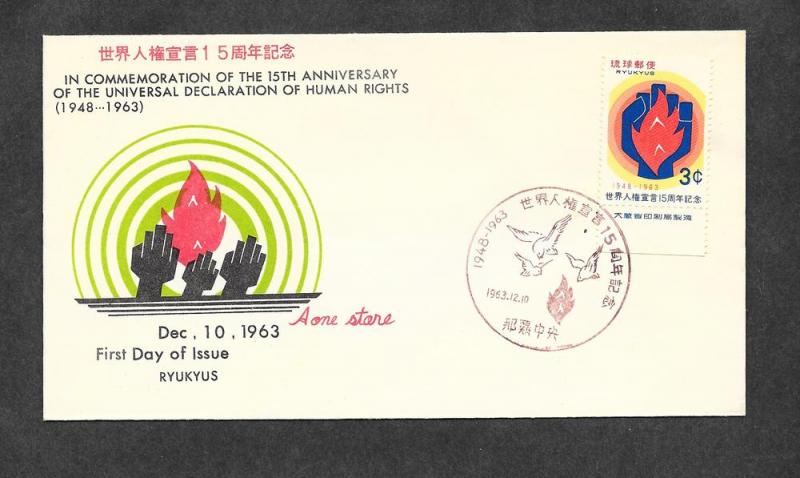 世界人権宣言15周年記念
IN COMMEMORATION OF THE 15TH ANNIVERSARY
OF THE UNIVERSAL DECLARATION OF HUMAN RIGHTS
(1948…1963)
Dec, 10, 1963
First Day of Issue
RYUKYUS
A one stare
琉球郵便
RYUKYUS
1948-1963
3¢
世界人権宣言15周年記念
大蔵省印刷局製造
1948-1963 世界人権宣言15周年記念
1963.12.10
那覇中央